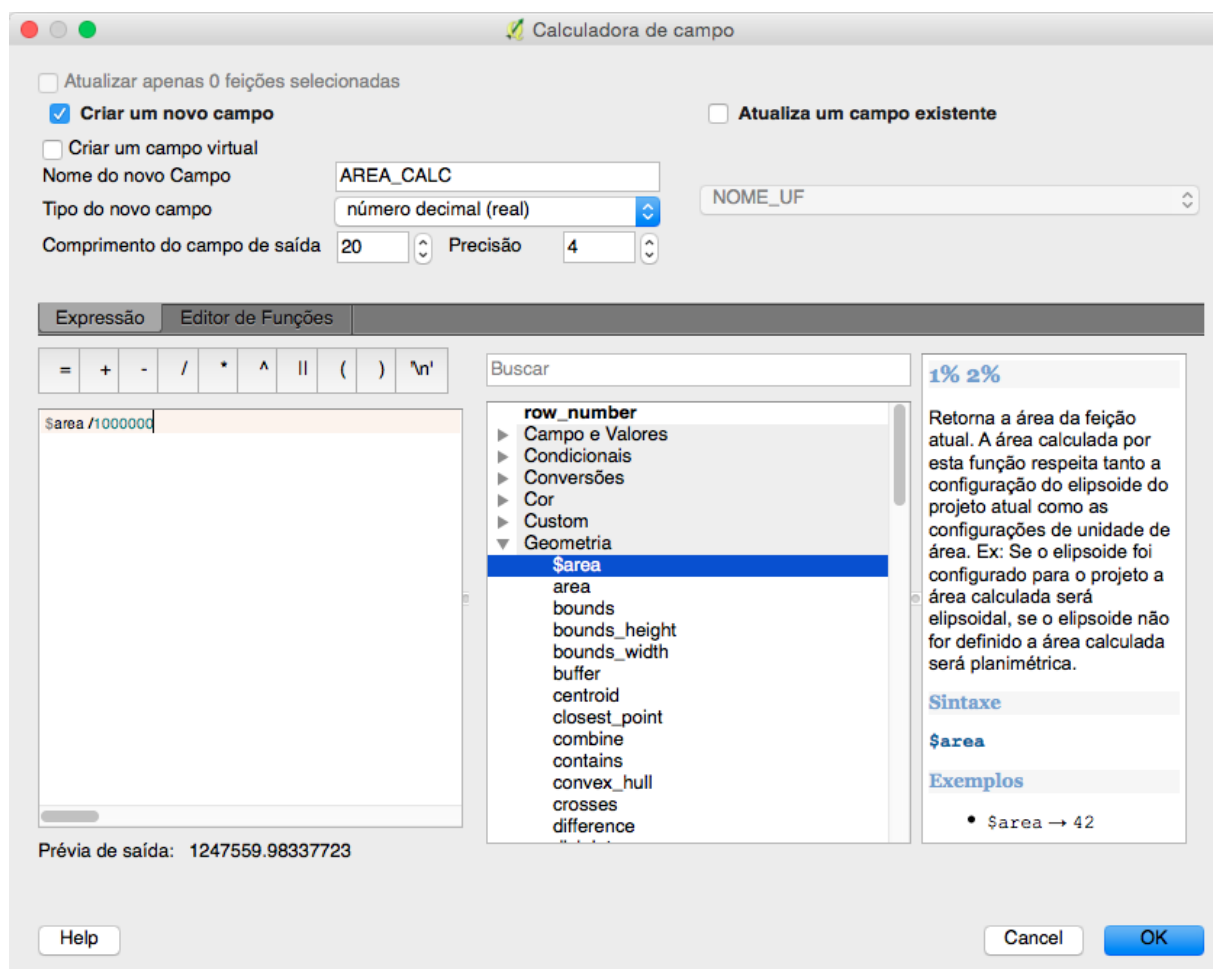 Calculadora de campo
Atualizar apenas 0 feições selecionadas
Criar um novo campo
Atualiza um campo existente
Criar um campo virtual
Nome do novo Campo
AREA_CALC
NOME_UF
Tipo do novo campo
número decimal (real)
Comprimento do campo de saída
20
Precisão
4
Expressão
Editor de Funções
=
+
-
/
*
^
||
(
)
'\n'
$area /1000000
Prévia de saída: 1247559.98337723
Buscar
row_number
Campo e Valores
Condicionais
Conversões
Cor
Custom
Geometria
$area
area
bounds
bounds_height
bounds_width
buffer
centroid
closest_point
combine
contains
convex_hull
crosses
difference
1% 2%
Retorna a área da feição
atual. A área calculada por
esta função respeita tanto a
configuração do elipsoide do
projeto atual como as
configurações de unidade de
área. Ex: Se o elipsoide foi
configurado para o projeto a
área calculada será
elipsoidal, se o elipsoide não
for definido a área calculada
será planimétrica.
Sintaxe
$area
Exemplos
• $area → 42
Help
Cancel
OK